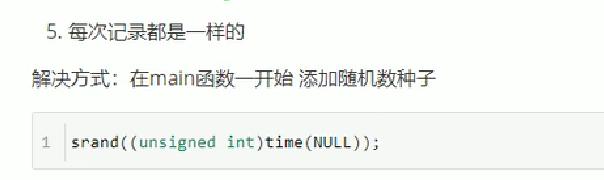 5. 每次记录都是一样的
解决方式：在main函数一开始 添加随机数种子
1 srand((unsigned int)time(NULL));